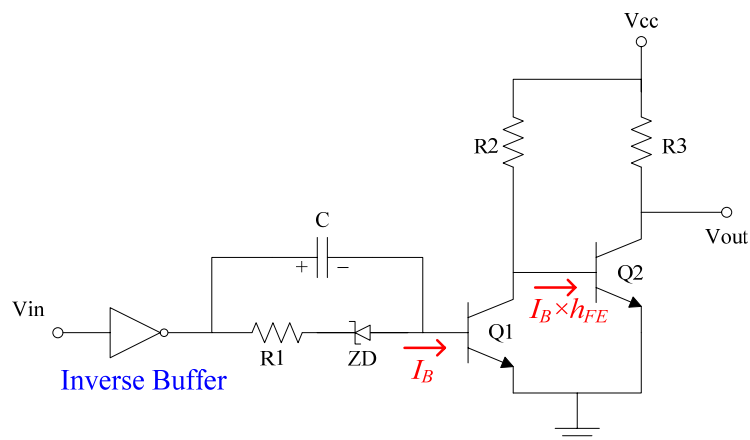 Vcc
R2
R3
Vout
C
+ −
Q2
Vin
I_B×h_FE
Q1
R1
ZD
I_B
Inverse Buffer